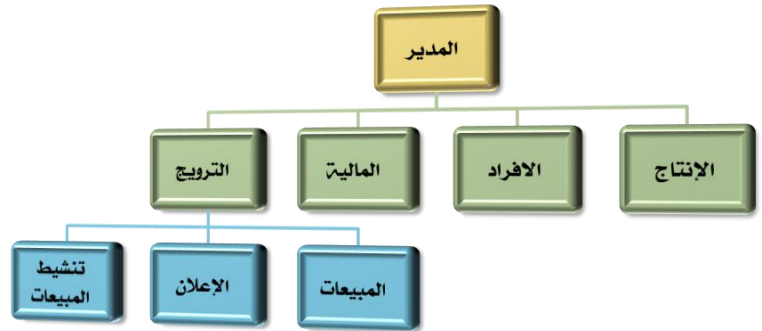 المدير
الإنتاج
الافراد
المالية
الترويج
المبيعات
الإعلان
تنشيط
المبيعات